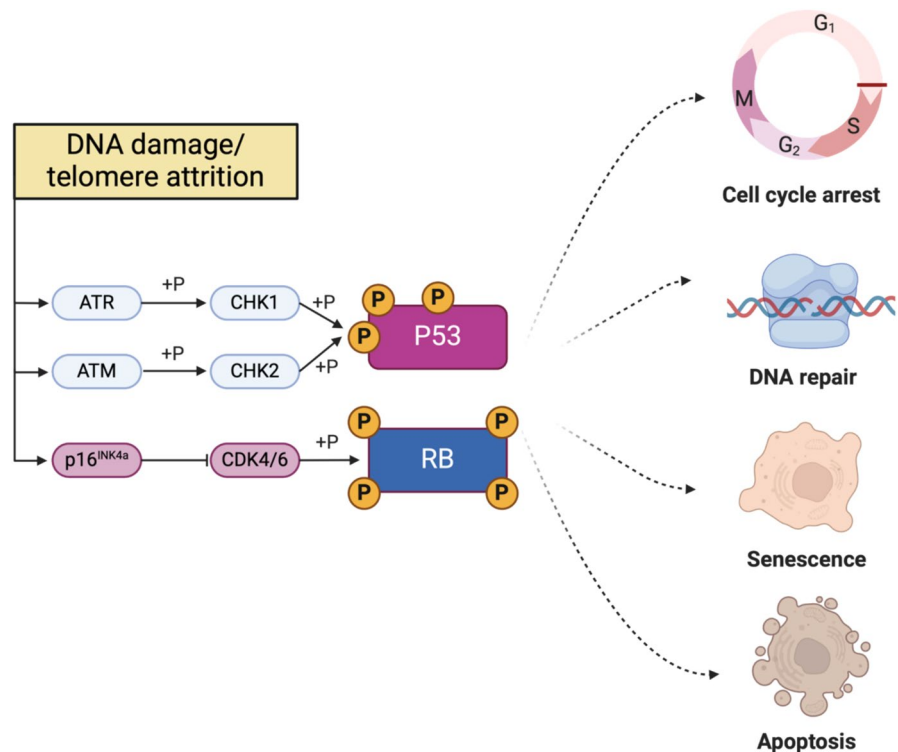 DNA damage/
telomere attrition
ATR
+P
CHK1
+P
ATM
+P
CHK2
+P
p16ᴵᴺᴷ⁴ᵃ
CDK4/6
+P
P
P
P
P53
P
P
RB
P
P
G₁
M
S
G₂
Cell cycle arrest
DNA repair
Senescence
Apoptosis